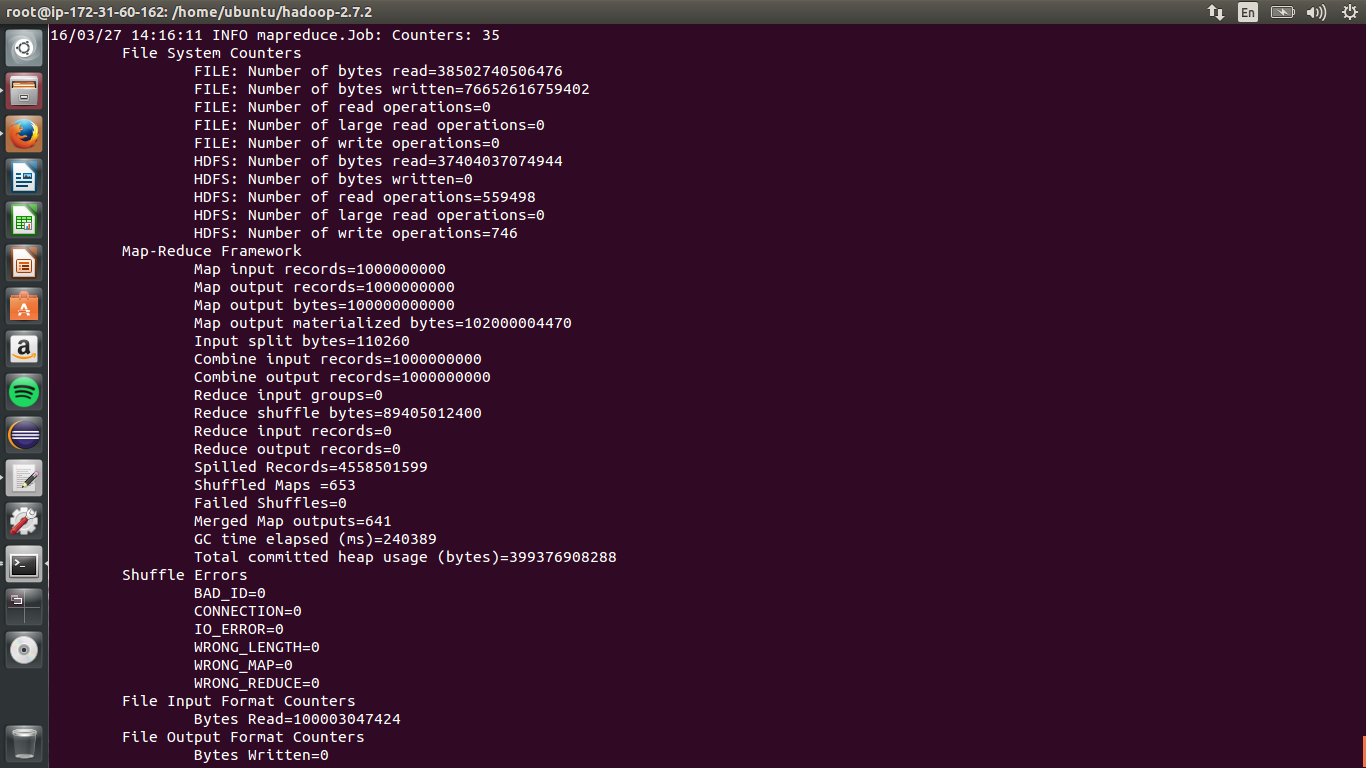 root@ip-172-31-60-162: /home/ubuntu/hadoop-2.7.2
En
16/03/27 14:16:11 INFO mapreduce.Job: Counters: 35
File System Counters
FILE: Number of bytes read=38502740506476
FILE: Number of bytes written=76652616759402
FILE: Number of read operations=0
FILE: Number of large read operations=0
FILE: Number of write operations=0
HDFS: Number of bytes read=37404037074944
HDFS: Number of bytes written=0
HDFS: Number of read operations=559498
HDFS: Number of large read operations=0
HDFS: Number of write operations=746
Map-Reduce Framework
Map input records=1000000000
Map output records=1000000000
Map output bytes=100000000000
Map output materialized bytes=102000004470
Input split bytes=110260
Combine input records=1000000000
Combine output records=1000000000
Reduce input groups=0
Reduce shuffle bytes=89405012400
Reduce input records=0
Reduce output records=0
Spilled Records=4558501599
Shuffled Maps =653
Failed Shuffles=0
Merged Map outputs=641
GC time elapsed (ms)=240389
Total committed heap usage (bytes)=399376908288
Shuffle Errors
BAD_ID=0
CONNECTION=0
IO_ERROR=0
WRONG_LENGTH=0
WRONG_MAP=0
WRONG_REDUCE=0
File Input Format Counters
Bytes Read=100003047424
File Output Format Counters
Bytes Written=0